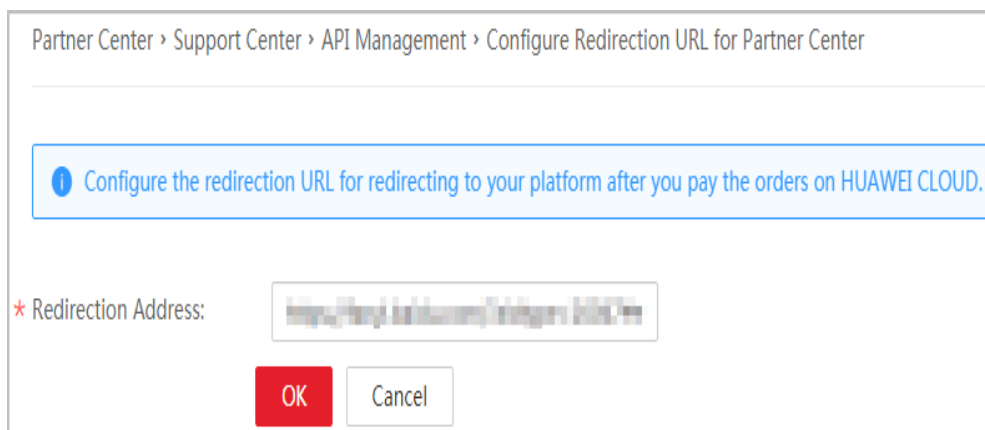 Partner Center › Support Center › API Management › Configure Redirection URL for Partner Center
Configure the redirection URL for redirecting to your platform after you pay the orders on HUAWEI CLOUD.
* Redirection Address:
OK Cancel